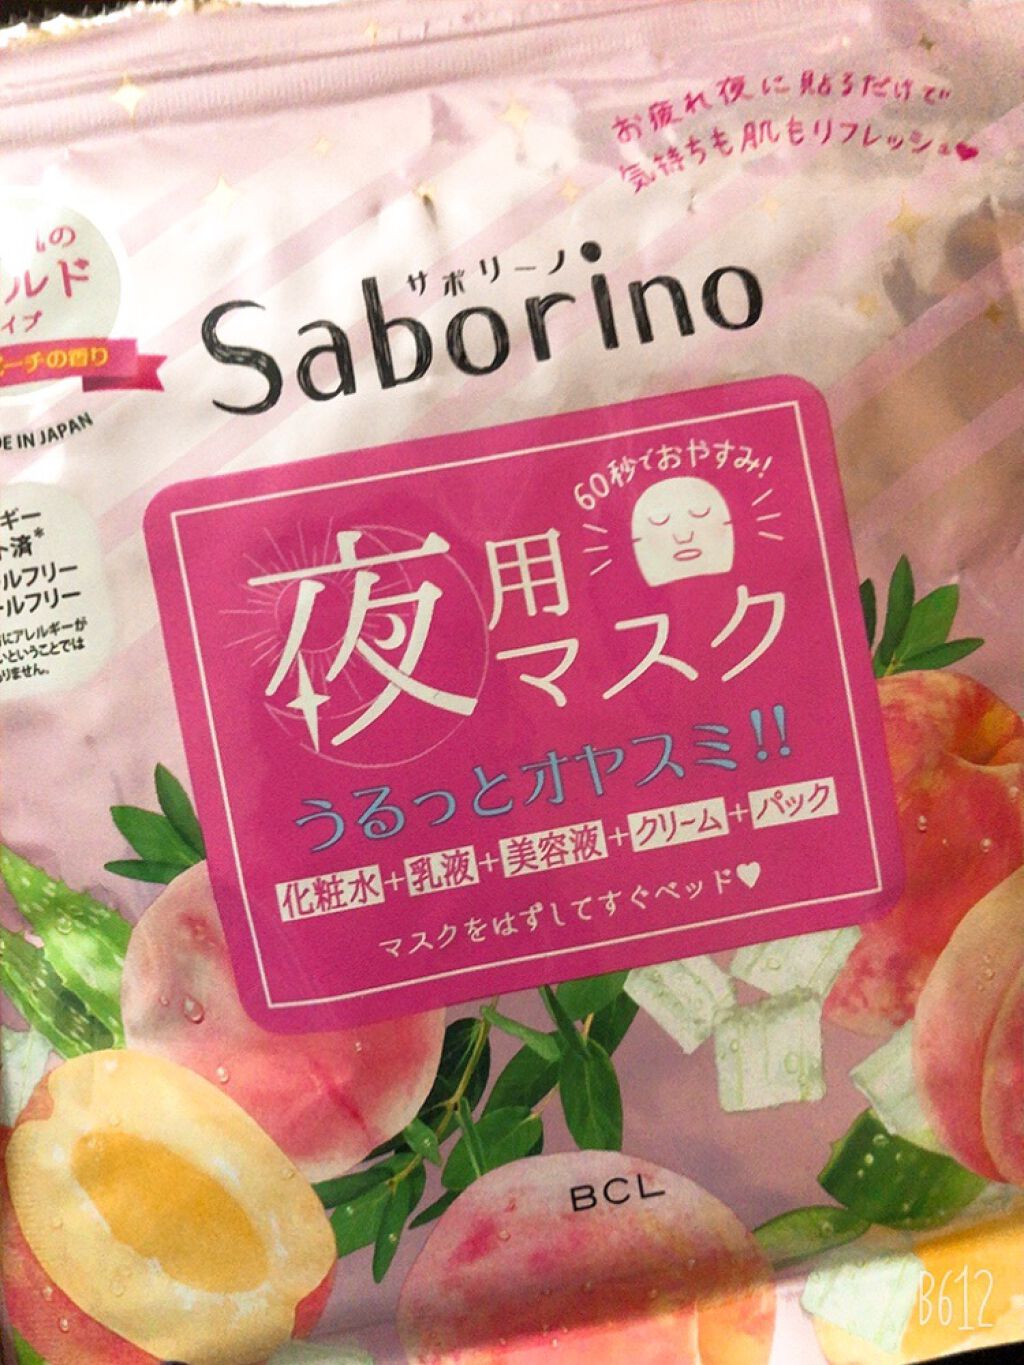 お疲れ夜に貼るだけで
気持ちも肌もリフレッシュ♥
の
ルド
イプ
ピーチの香り
サボリーノ
Saborino
DE IN JAPAN
60秒でおやすみ!
夜用マスク
ギー
ト済*
ルフリー
ールフリー
にアレルギーが
いということでは
りません。
うるっとオヤスミ!!
化粧水+乳液+美容液+クリーム+パック
マスクをはずしてすぐベッド♥
BCL
B612